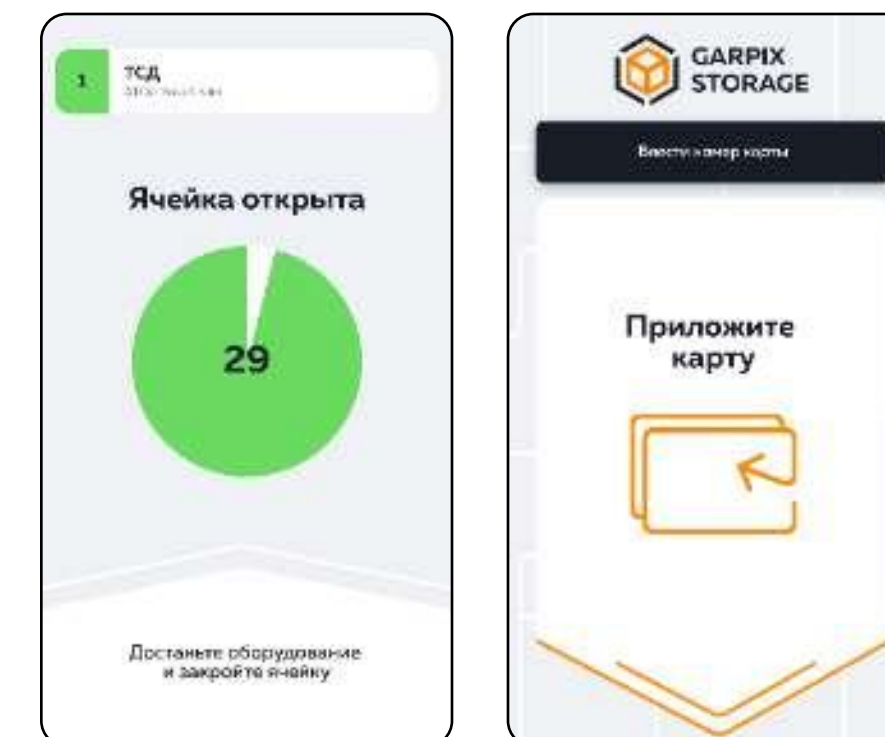 1
ТСД
Ячейка открыта
29
Достаньте оборудование
и закройте ячейку
GARPIX
STORAGE
Ввести номер карты
Приложите
карту